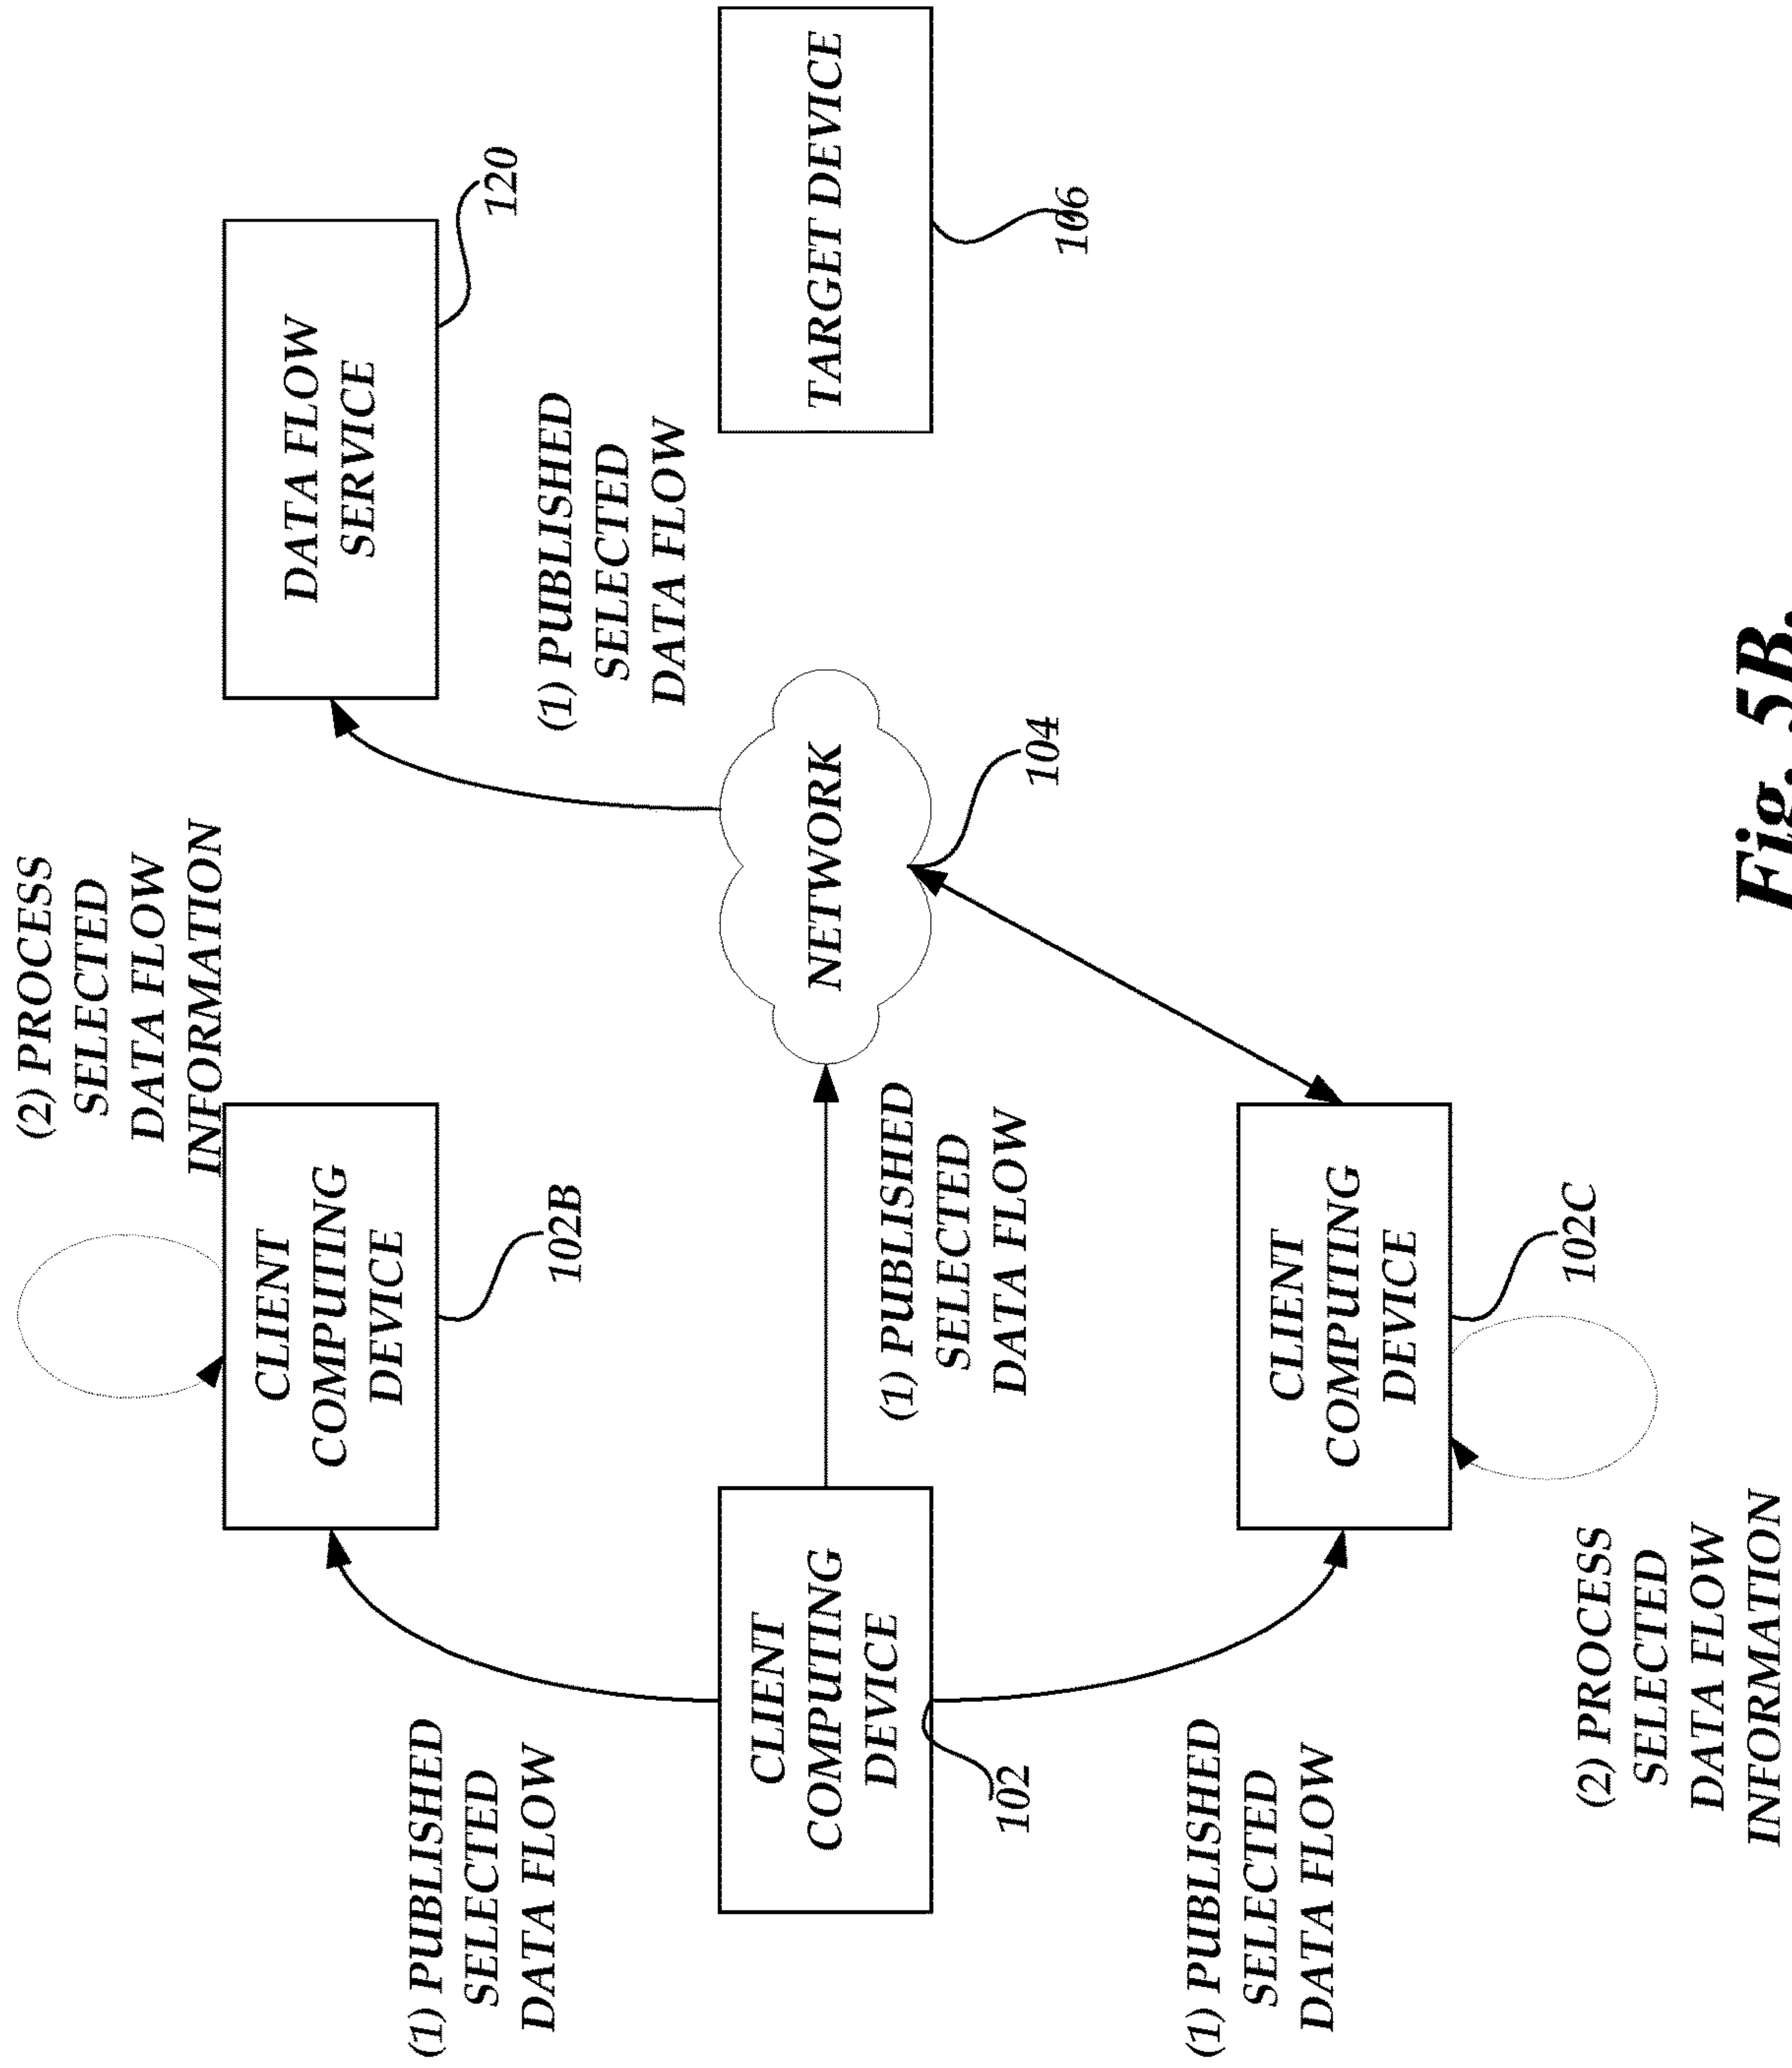 (2) PROCESS
SELECTED
DATA FLOW
INFORMATION
CLIENT
COMPUTING
DEVICE
102B
DATA FLOW
SERVICE
120
(1) PUBLISHED
SELECTED
DATA FLOW
(1) PUBLISHED
SELECTED
DATA FLOW
CLIENT
COMPUTING
DEVICE
102
(1) PUBLISHED
SELECTED
DATA FLOW
NETWORK
104
TARGET DEVICE
106
(1) PUBLISHED
SELECTED
DATA FLOW
CLIENT
COMPUTING
DEVICE
102C
(2) PROCESS
SELECTED
DATA FLOW
INFORMATION
Fig. 5B.